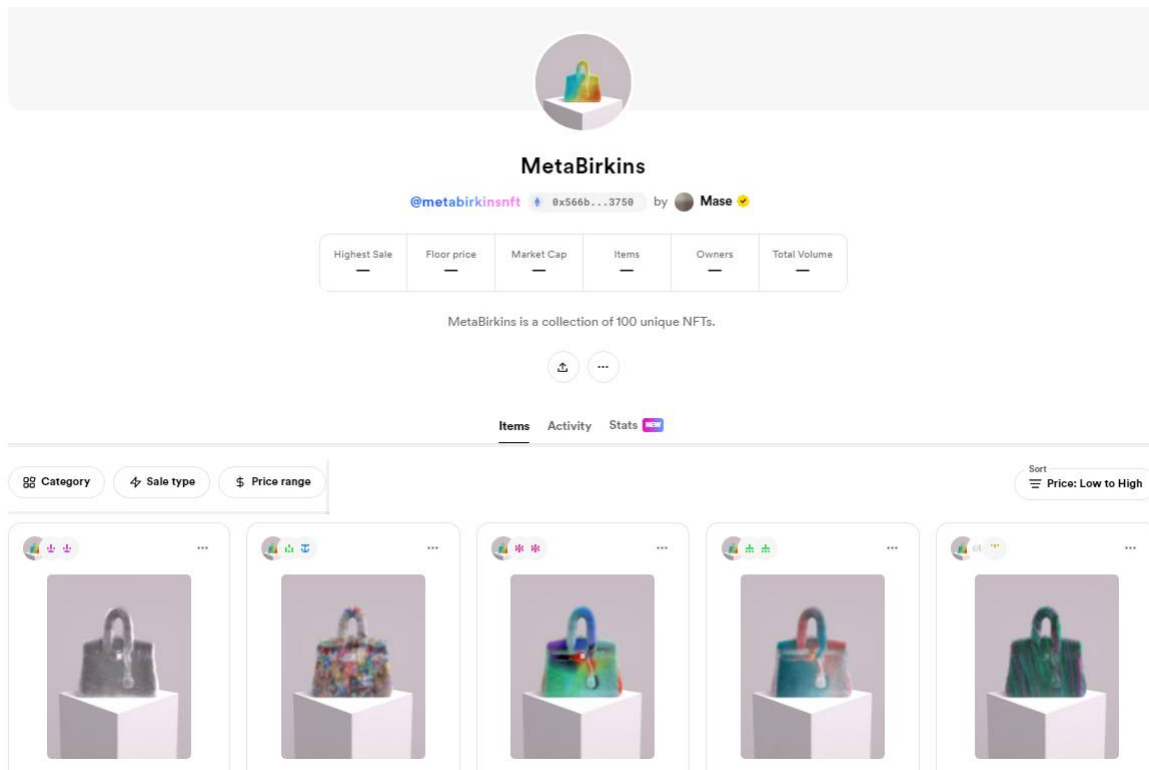 MetaBirkins
@metabirkinsnft 0x566b...3750 by Mase
Highest Sale Floor price Market Cap Items Owners Total Volume
— — — — — —
MetaBirkins is a collection of 100 unique NFTs.
Items Activity Stats NEW
Category Sale type $ Price range
Sort
Price: Low to High